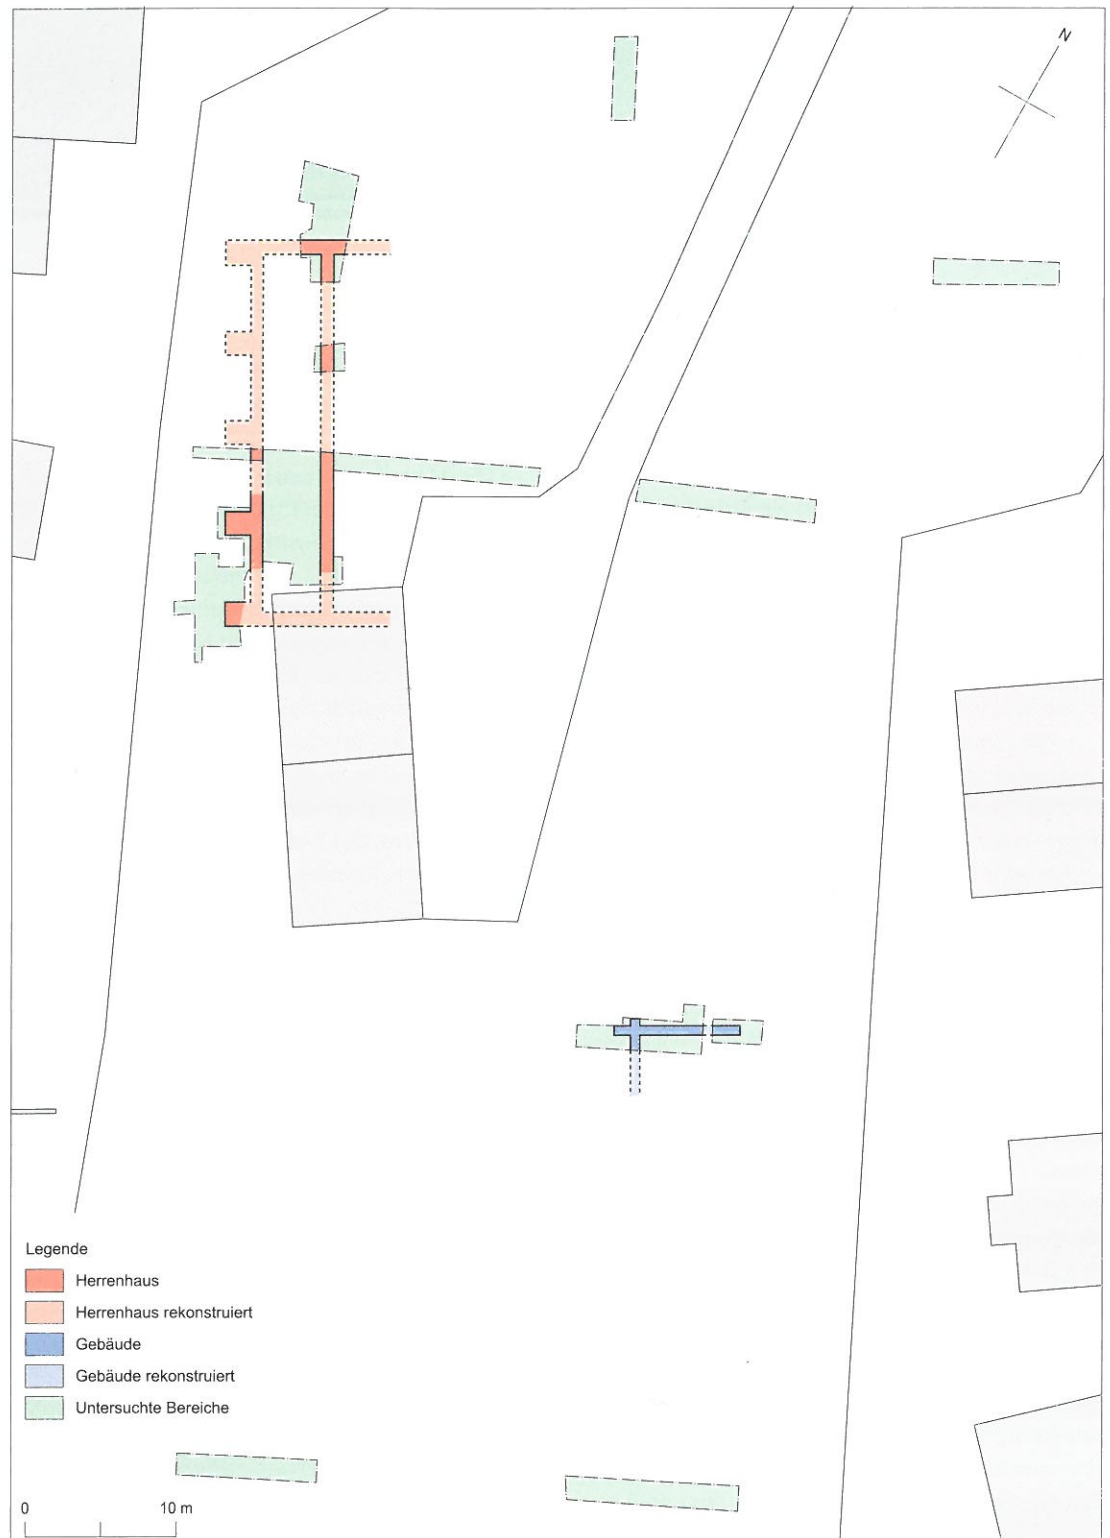 N
Legende
Herrenhaus
Herrenhaus rekonstruiert
Gebäude
Gebäude rekonstruiert
Untersuchte Bereiche
0 10 m